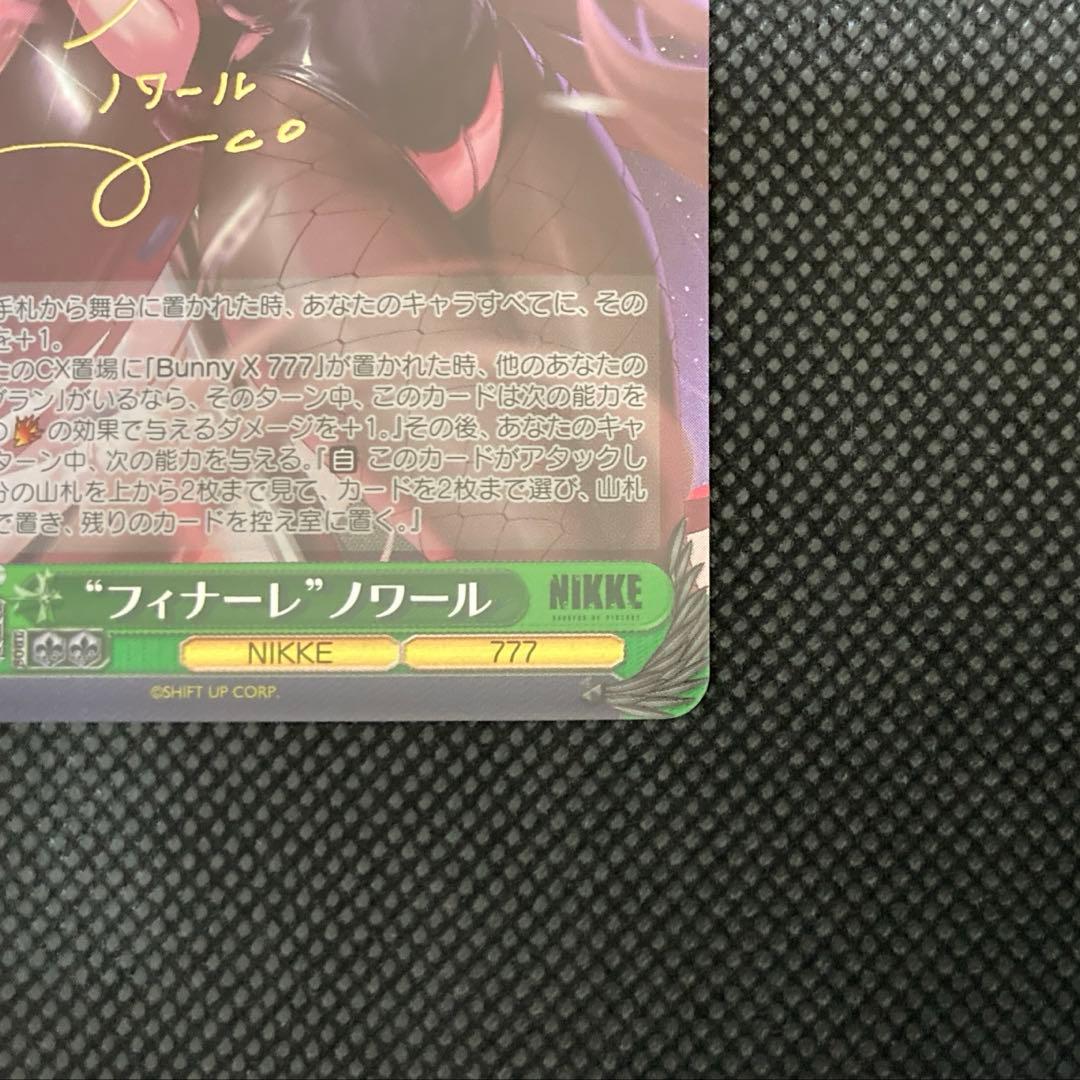 ノワール
co
手札から舞台に置かれた時、あなたのキャラすべてに、その
を+1。
たのCX置場に「Bunny X 777」が置かれた時、他のあなたの
ブラン」がいるなら、そのターン中、このカードは次の能力を
の の効果で与えるダメージを+1。』その後、あなたのキャ
ターン中、次の能力を与える。『自 このカードがアタックし
分の山札を上から2枚まで見て、カードを2枚まで選び、山札
で置き、残りのカードを控え室に置く。』
“フィナーレ”ノワール NIKKE
SOUL NIKKE 777
©SHIFT UP CORP.